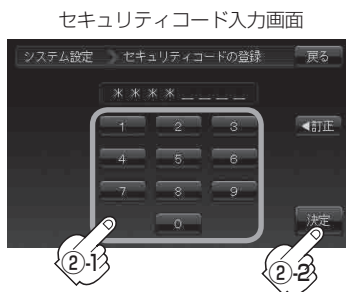 セキュリティコード入力画面
システム設定 セキュリティコードの登録 戻る
****____
1 2 3 ◀訂正
4 5 6
7 8 9
0 決定
②-1 ②-2